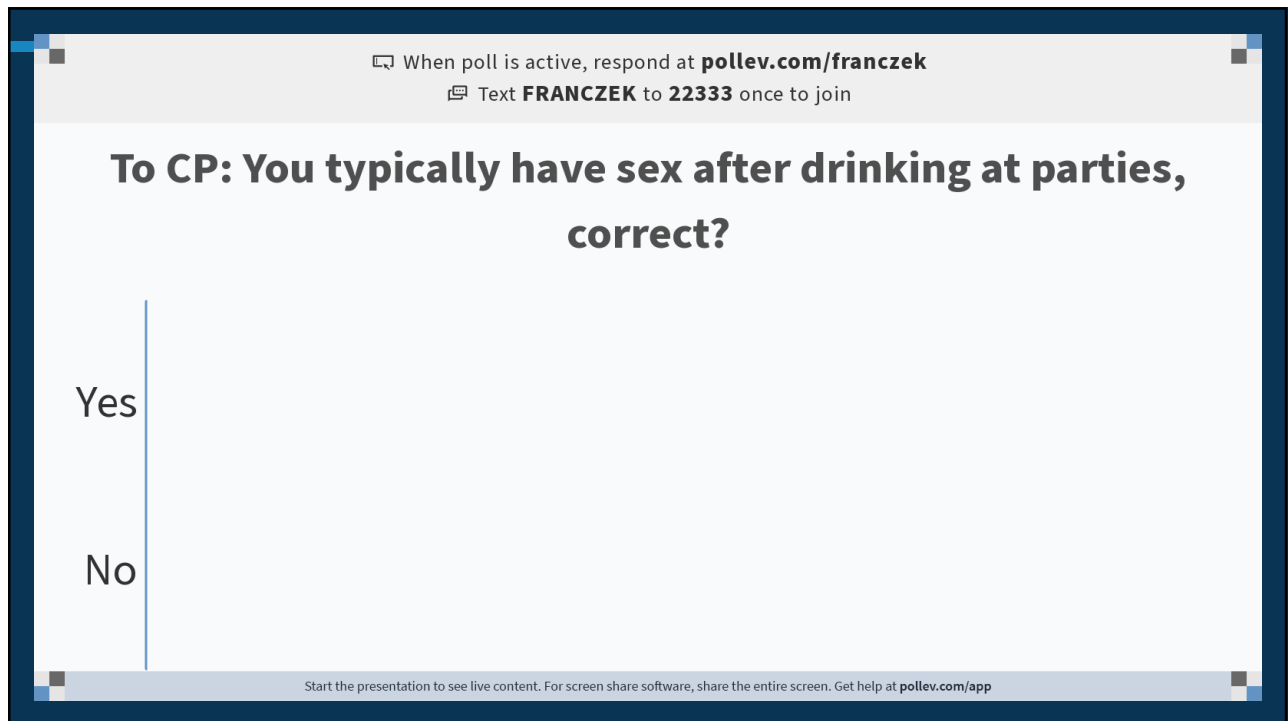 When poll is active, respond at pollev.com/franczek
Text FRANCZEK to 22333 once to join
To CP: You typically have sex after drinking at parties,
correct?
Yes
No
Start the presentation to see live content. For screen share software, share the entire screen. Get help at pollev.com/app